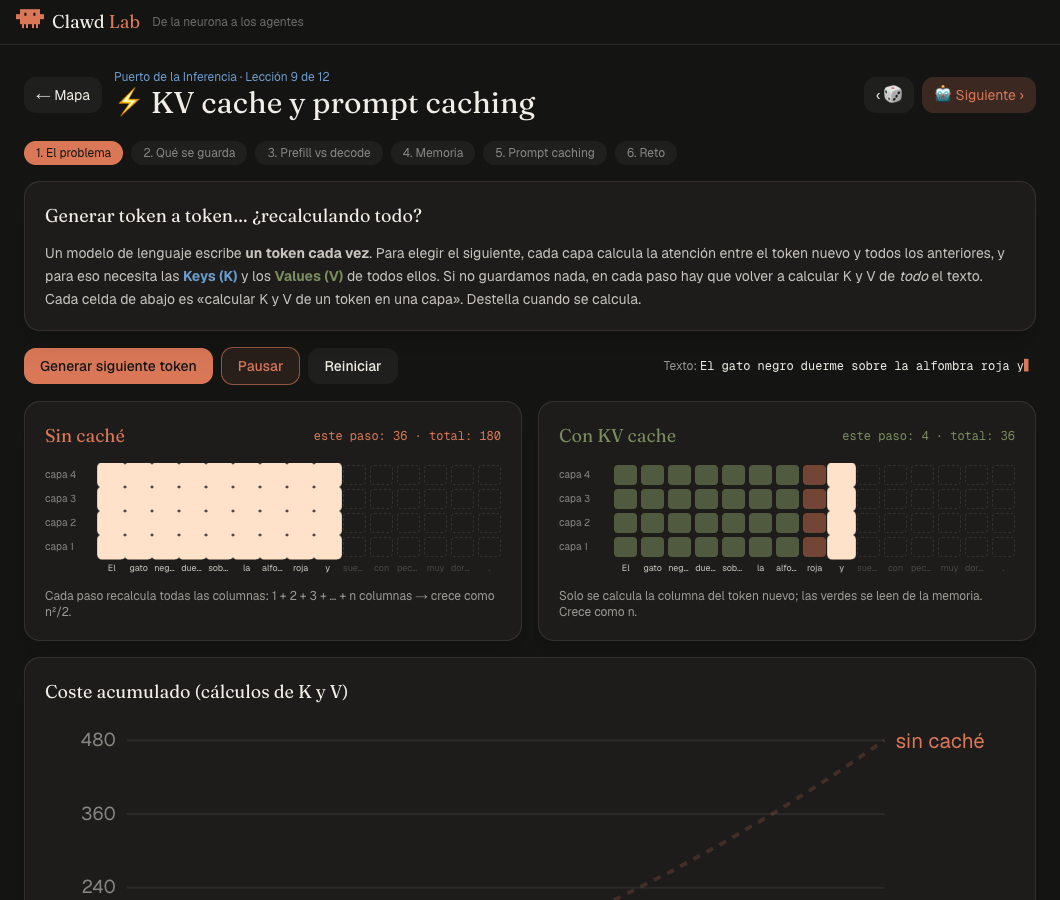 Clawd Lab De la neurona a los agentes
← Mapa
Puerto de la Inferencia · Lección 9 de 12
⚡ KV cache y prompt caching
‹ 🎲
🤖 Siguiente ›
1. El problema
2. Qué se guarda
3. Prefill vs decode
4. Memoria
5. Prompt caching
6. Reto
Generar token a token... ¿recalculando todo?
Un modelo de lenguaje escribe un token cada vez. Para elegir el siguiente, cada capa calcula la atención entre el token nuevo y todos los anteriores, y
para eso necesita las Keys (K) y los Values (V) de todos ellos. Si no guardamos nada, en cada paso hay que volver a calcular K y V de todo el texto.
Cada celda de abajo es «calcular K y V de un token en una capa». Destella cuando se calcula.
Generar siguiente token
Pausar
Reiniciar
Texto: El gato negro duerme sobre la alfombra roja y
Sin caché
este paso: 36 · total: 180
capa 4
capa 3
capa 2
capa 1
El gato neg… due… sob… la alfo… roja y sue… con pec… muy dor… .
Cada paso recalcula todas las columnas: 1 + 2 + 3 + … + n columnas → crece como
n²/2.
Con KV cache
este paso: 4 · total: 36
capa 4
capa 3
capa 2
capa 1
El gato neg… due… sob… la alfo… roja y sue… con pec… muy dor… .
Solo se calcula la columna del token nuevo; las verdes se leen de la memoria.
Crece como n.
Coste acumulado (cálculos de K y V)
480
sin caché
360
240